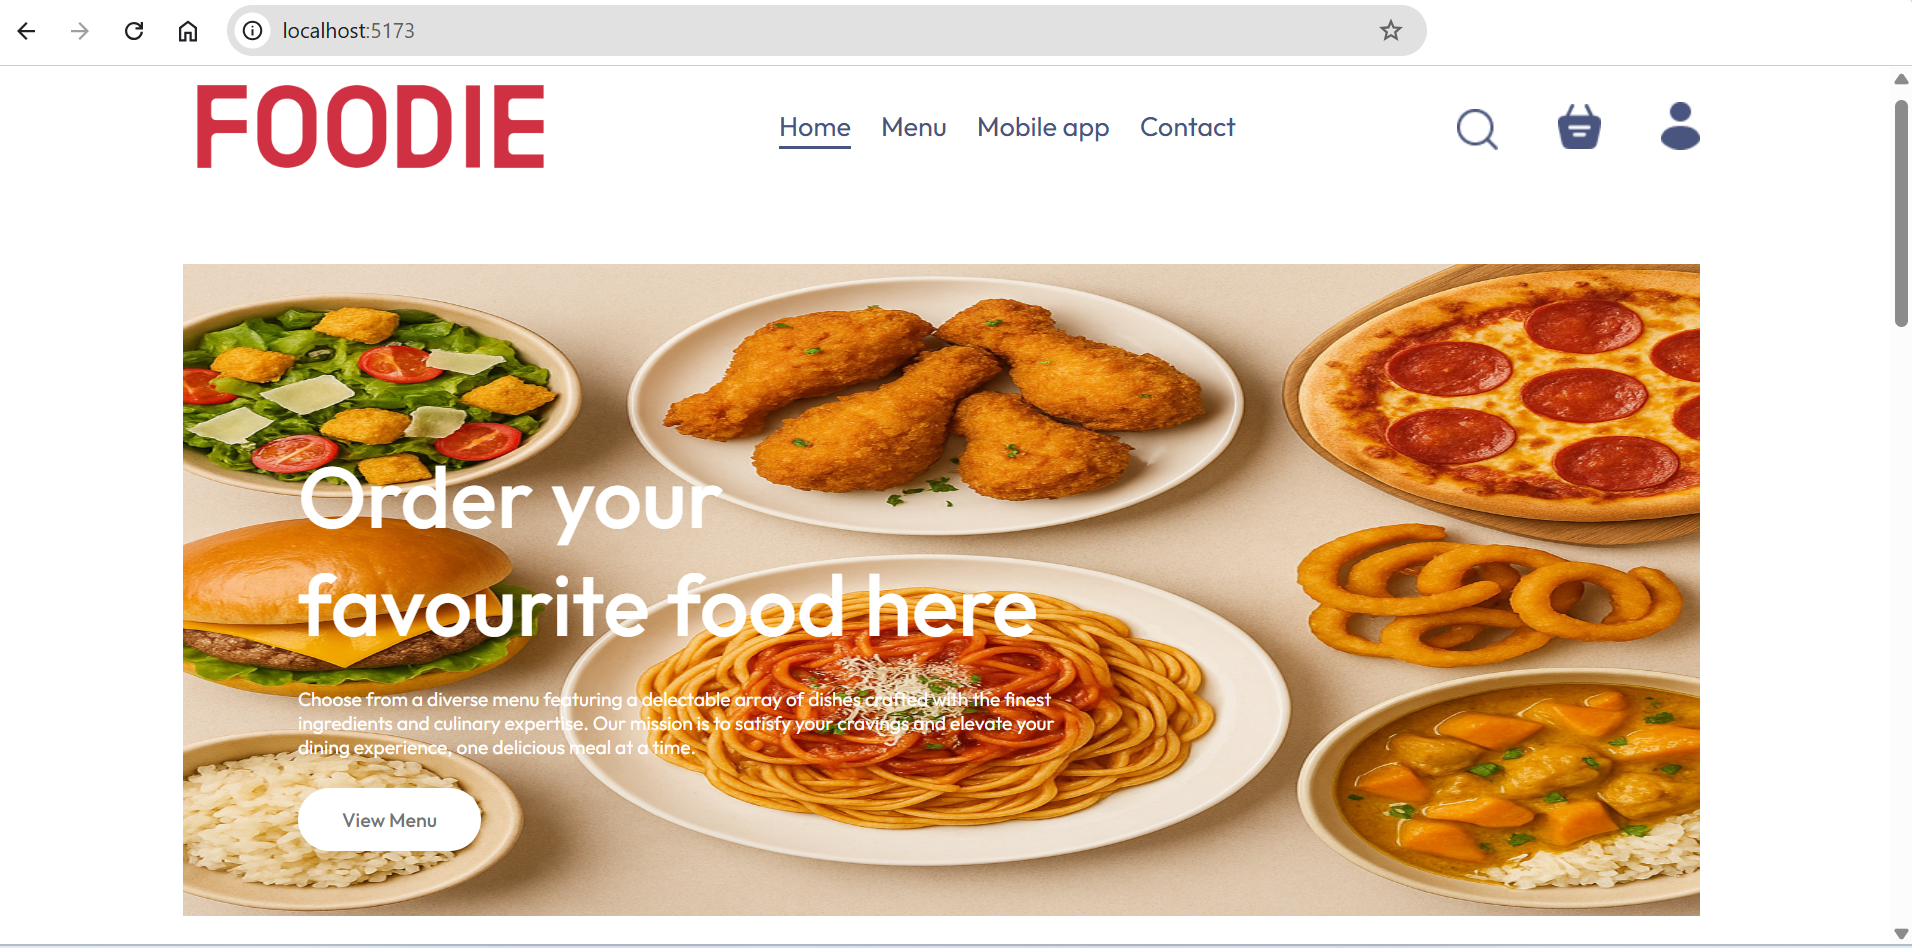 localhost:5173
FOODIE
Home Menu Mobile app Contact
Order your
favourite food here
Choose from a diverse menu featuring a delectable array of dishes crafted with the finest
ingredients and culinary expertise. Our mission is to satisfy your cravings and elevate your
dining experience, one delicious meal at a time.
View Menu